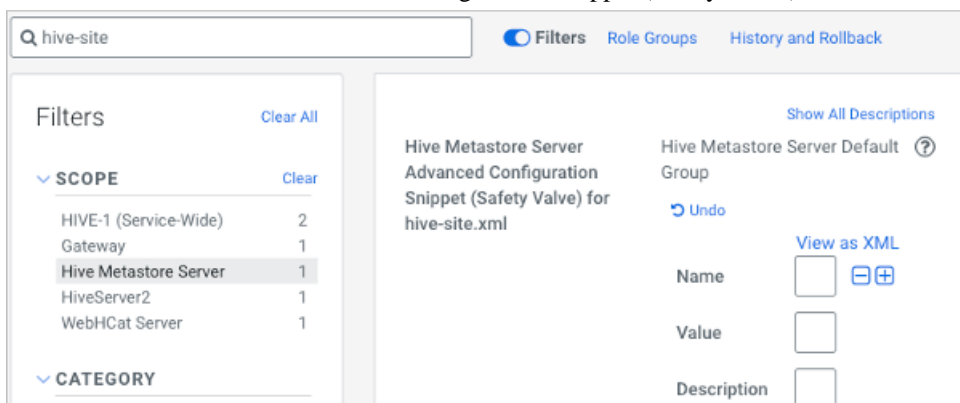 hive-site
Filters Role Groups History and Rollback
Filters Clear All
SCOPE Clear
HIVE-1 (Service-Wide) 2
Gateway 1
Hive Metastore Server 1
HiveServer2 1
WebHCat Server 1
CATEGORY
Show All Descriptions
Hive Metastore Server
Advanced Configuration
Snippet (Safety Valve) for
hive-site.xml
Hive Metastore Server Default
Group
Undo
View as XML
Name
Value
Description